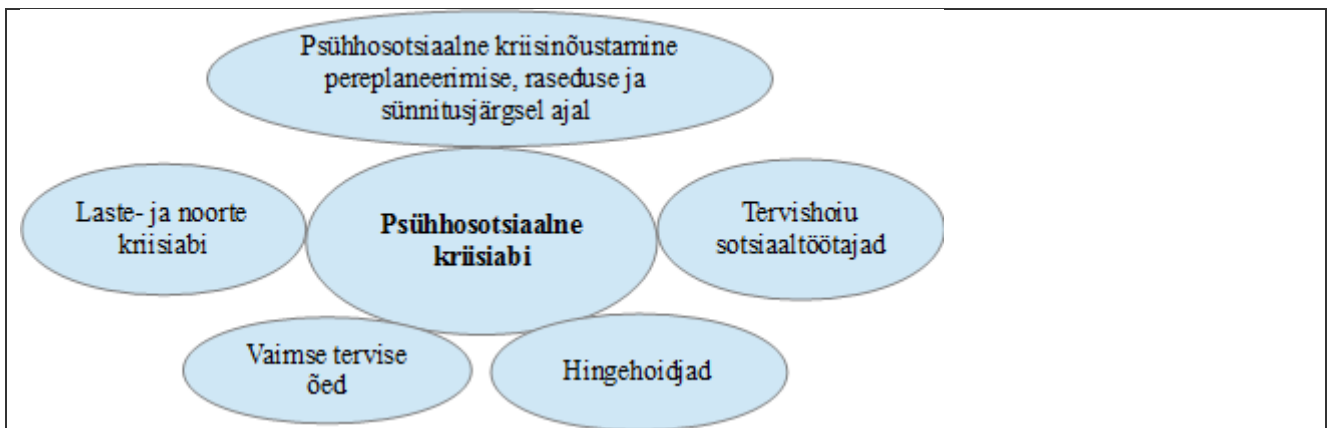 Psühhosotsiaalne kriisinõustamine
pereplaneerimise, raseduse ja
sünnitusjärgsel ajal
Laste- ja noorte
kriisiabi
Psühhosotsiaalne
kriisiabi
Tervishoiu
sotsiaaltöötajad
Vaimse tervise
õed
Hingehoidjad